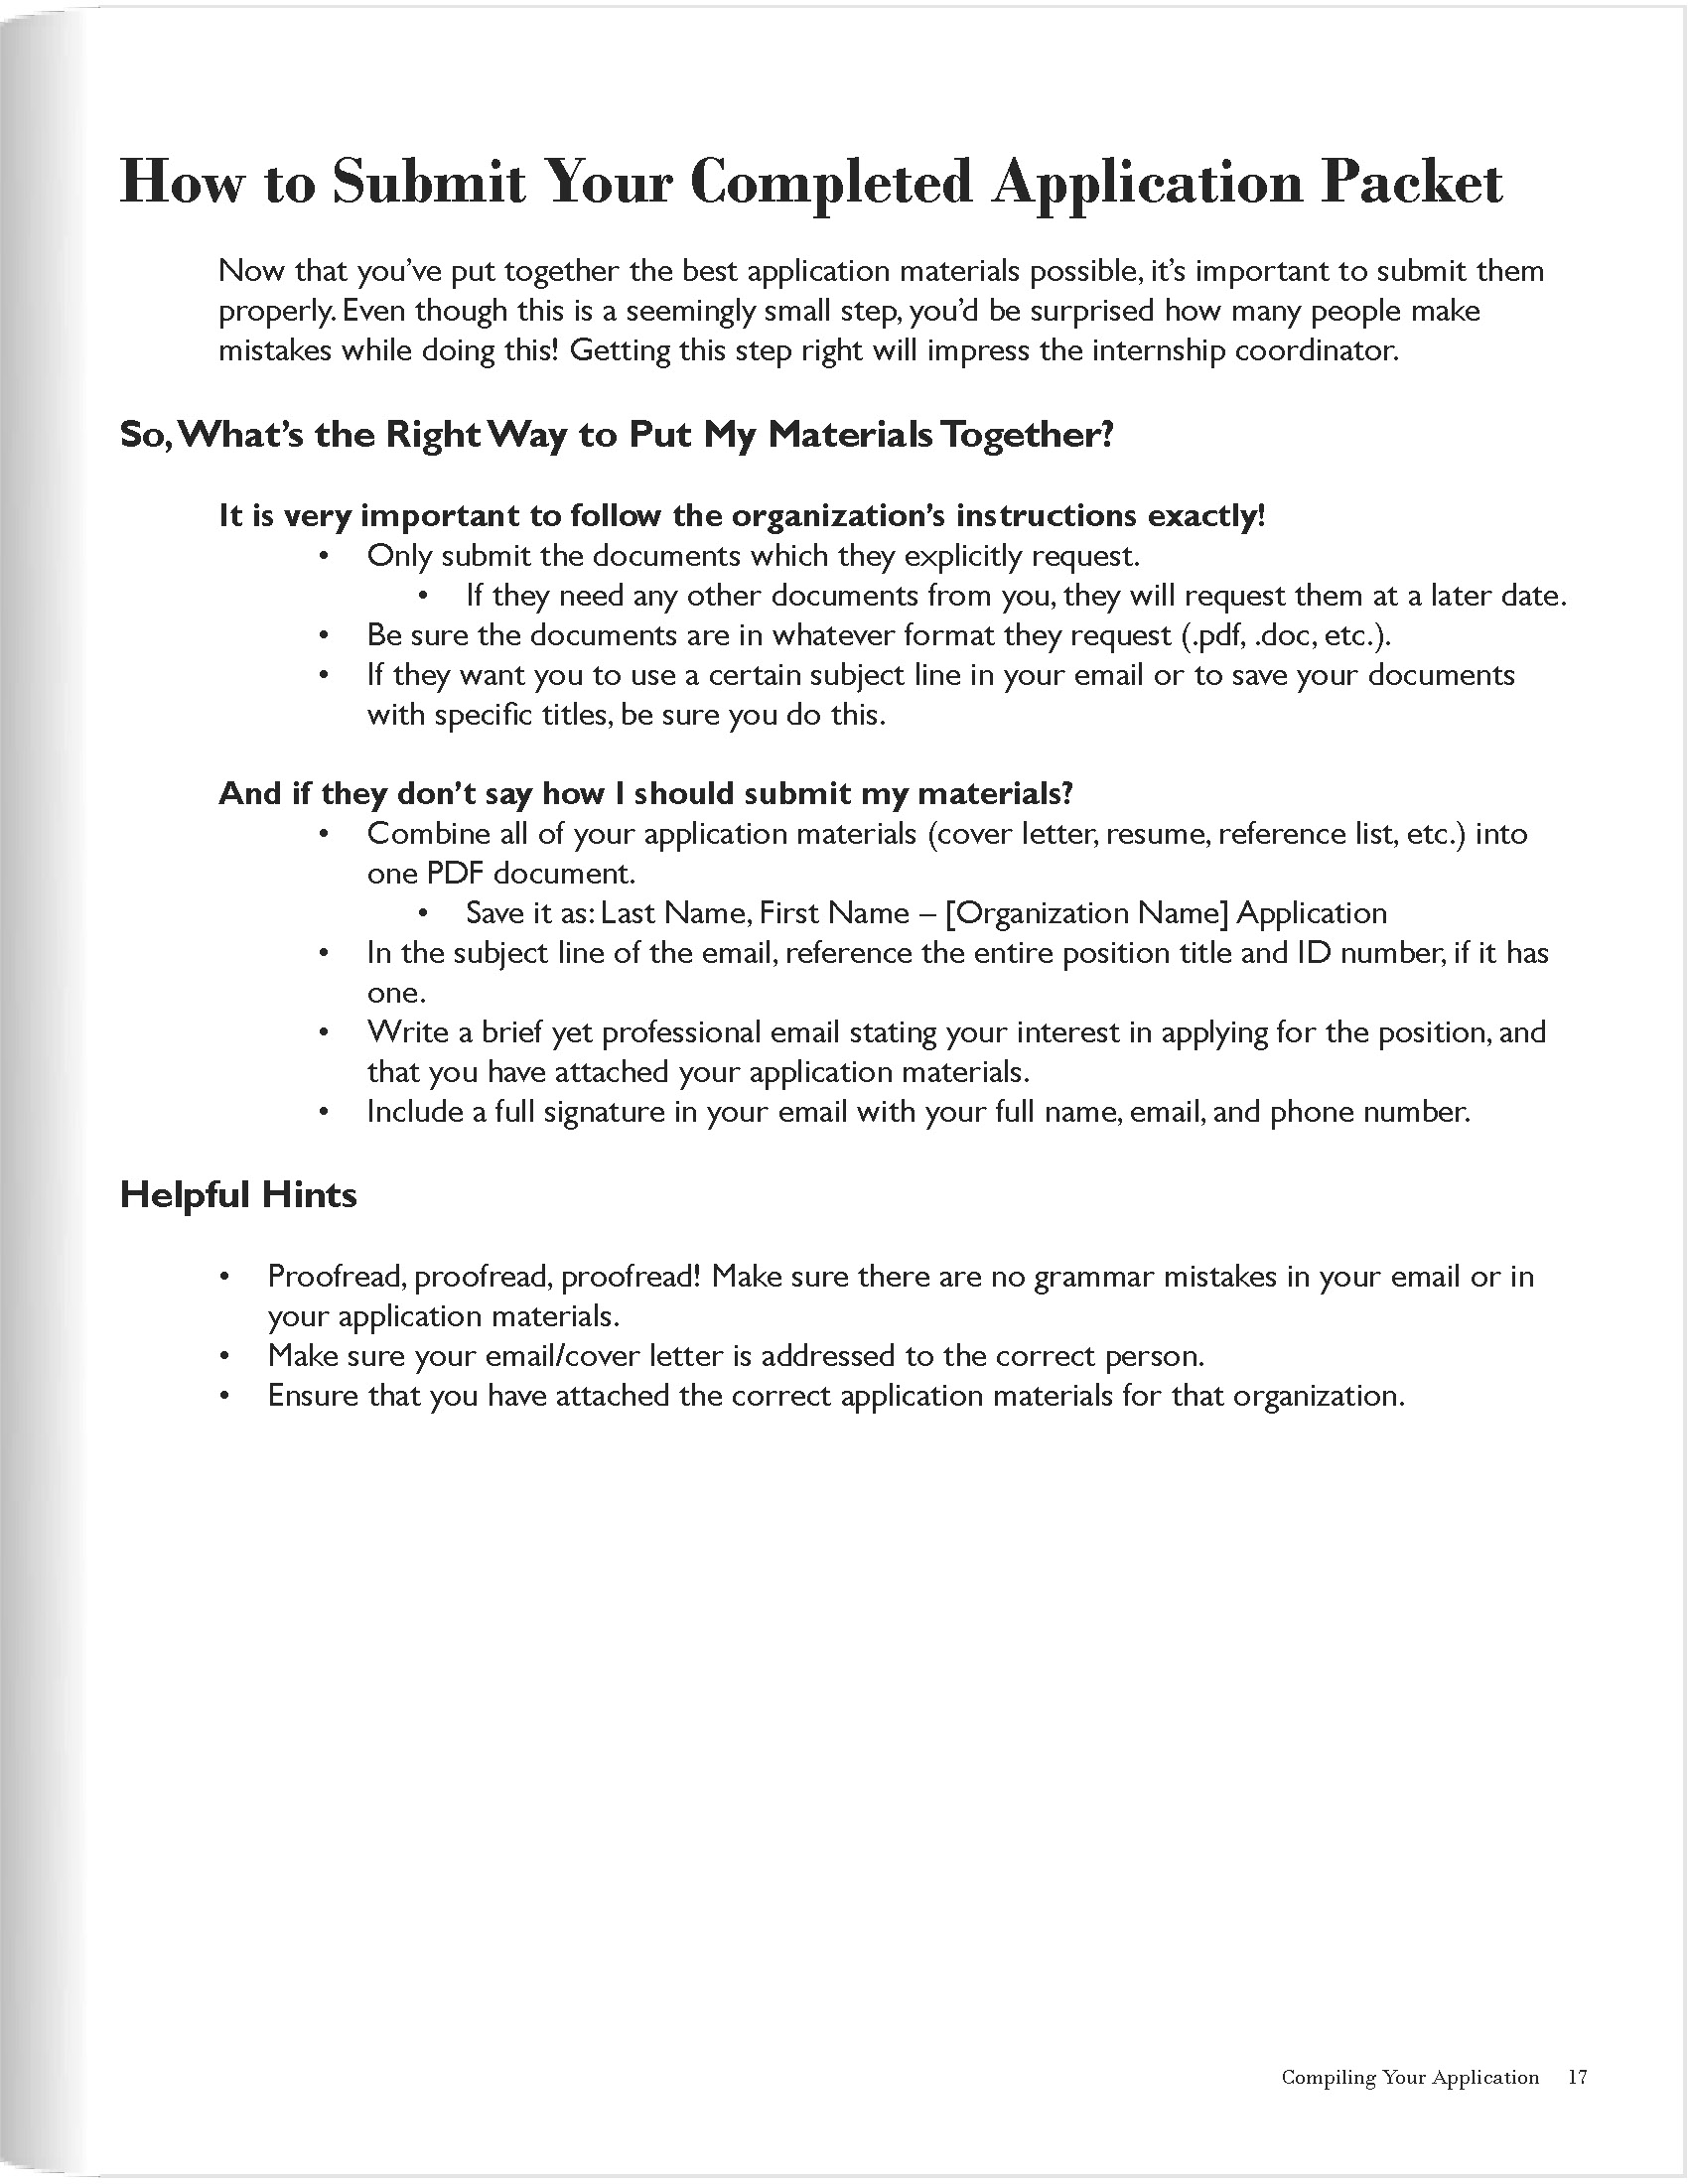 How to Submit Your Completed Application Packet
Now that you’ve put together the best application materials possible, it’s important to submit them
properly. Even though this is a seemingly small step, you’d be surprised how many people make
mistakes while doing this! Getting this step right will impress the internship coordinator.
So, What’s the Right Way to Put My Materials Together?
It is very important to follow the organization’s instructions exactly!
• Only submit the documents which they explicitly request.
• If they need any other documents from you, they will request them at a later date.
• Be sure the documents are in whatever format they request (.pdf, .doc, etc.).
• If they want you to use a certain subject line in your email or to save your documents
with specific titles, be sure you do this.
And if they don’t say how I should submit my materials?
• Combine all of your application materials (cover letter, resume, reference list, etc.) into
one PDF document.
• Save it as: Last Name, First Name – [Organization Name] Application
• In the subject line of the email, reference the entire position title and ID number, if it has
one.
• Write a brief yet professional email stating your interest in applying for the position, and
that you have attached your application materials.
• Include a full signature in your email with your full name, email, and phone number.
Helpful Hints
• Proofread, proofread, proofread! Make sure there are no grammar mistakes in your email or in
your application materials.
• Make sure your email/cover letter is addressed to the correct person.
• Ensure that you have attached the correct application materials for that organization.
Compiling Your Application 17